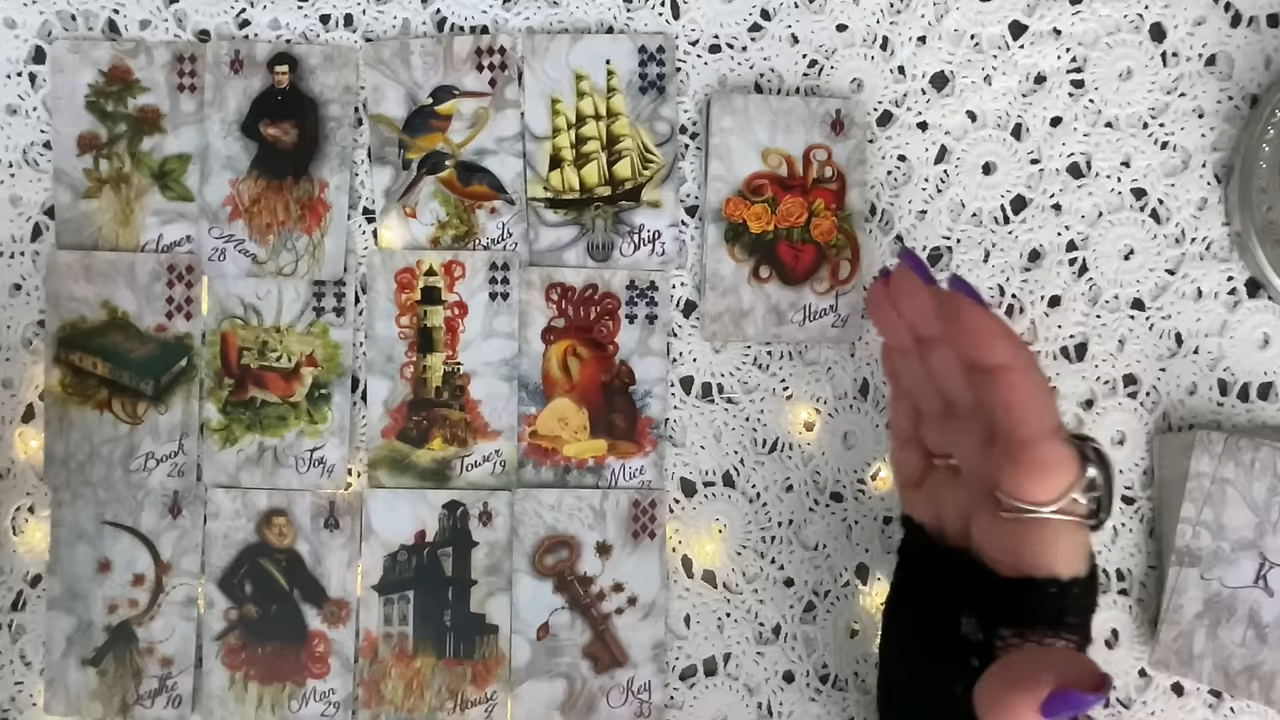 Clover
Man
28
Birds
12
Ship
3
Heart
24
Book
26
Fox
14
Tower
19
Mice
23
Scythe
10
Man
29
House
4
Key
33
K